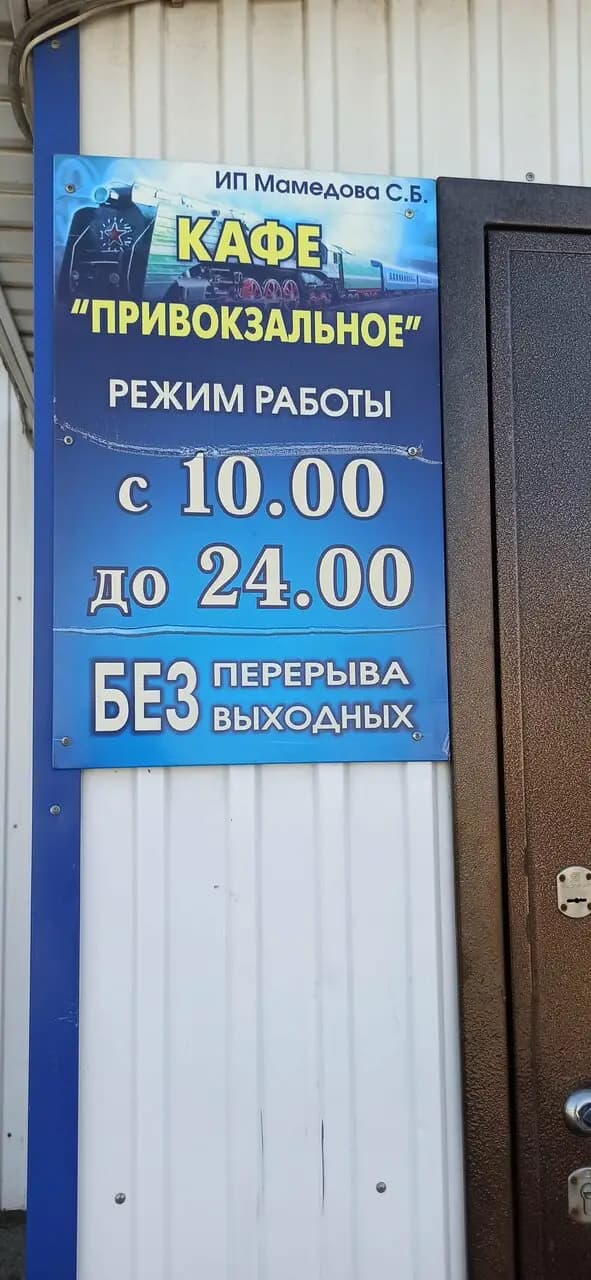 ИП Мамедова С.Б.
КАФЕ
"ПРИВОКЗАЛЬНОЕ"
РЕЖИМ РАБОТЫ
с 10.00
до 24.00
БЕЗ ПЕРЕРЫВА
ВЫХОДНЫХ